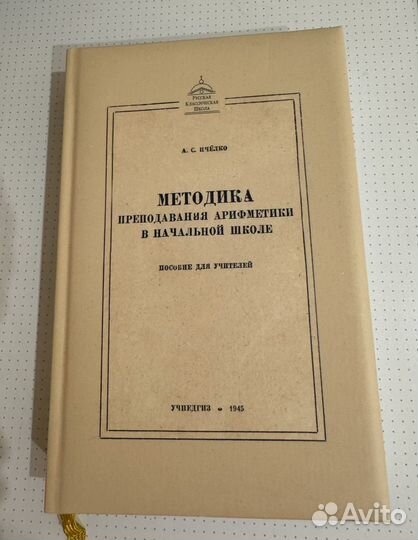 Русская
Классическая
Школа
А. С. ПЧЁЛКО
МЕТОДИКА
ПРЕПОДАВАНИЯ АРИФМЕТИКИ
В НАЧАЛЬНОЙ ШКОЛЕ
ПОСОБИЕ ДЛЯ УЧИТЕЛЕЙ
УЧПЕДГИЗ • 1945
Avito